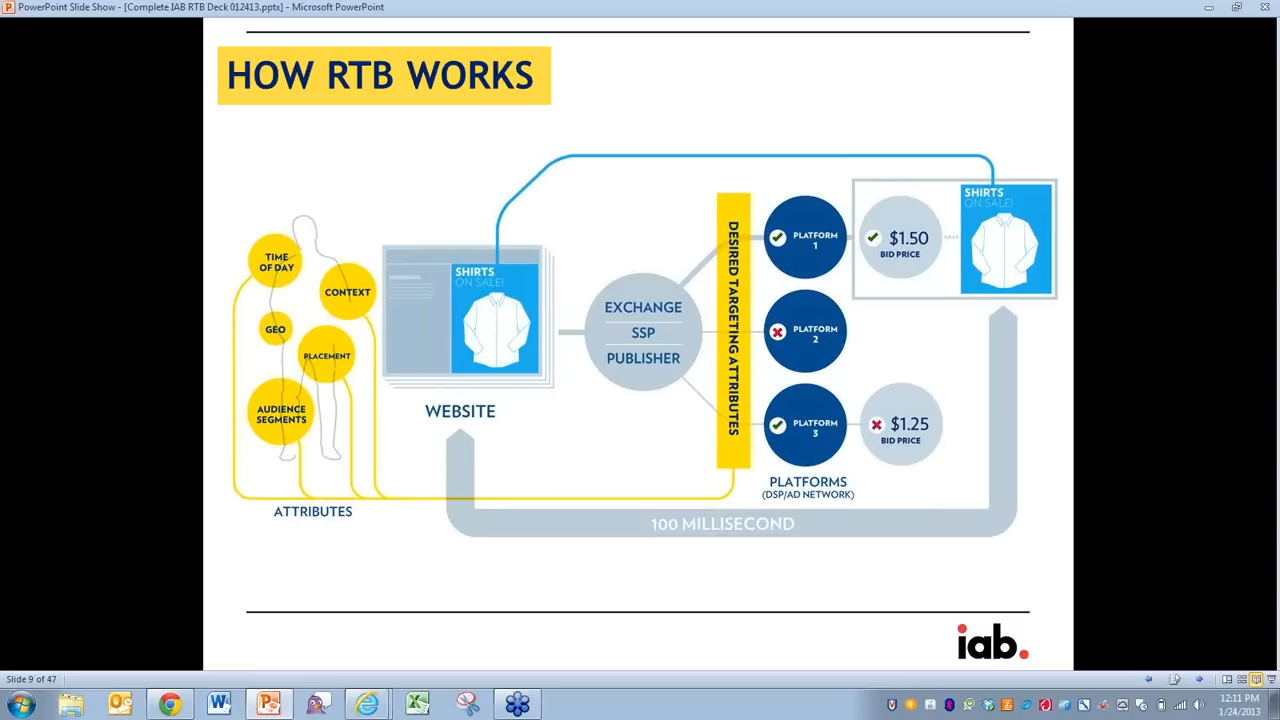 PowerPoint Slide Show - [Complete IAB RTB Deck 012413.pptx] - Microsoft PowerPoint
HOW RTB WORKS
TIME
OF DAY
CONTEXT
GEO
PLACEMENT
AUDIENCE
SEGMENTS
ATTRIBUTES
SHIRTS
ON SALE!
WEBSITE
EXCHANGE
SSP
PUBLISHER
DESIRED TARGETING ATTRIBUTES
PLATFORM
1
PLATFORM
2
PLATFORM
3
PLATFORMS
(DSP/AD NETWORK)
$1.50
BID PRICE
$1.25
BID PRICE
SHIRTS
ON SALE!
100 MILLISECOND
iab.
Slide 9 of 47
12:11 PM
1/24/2013